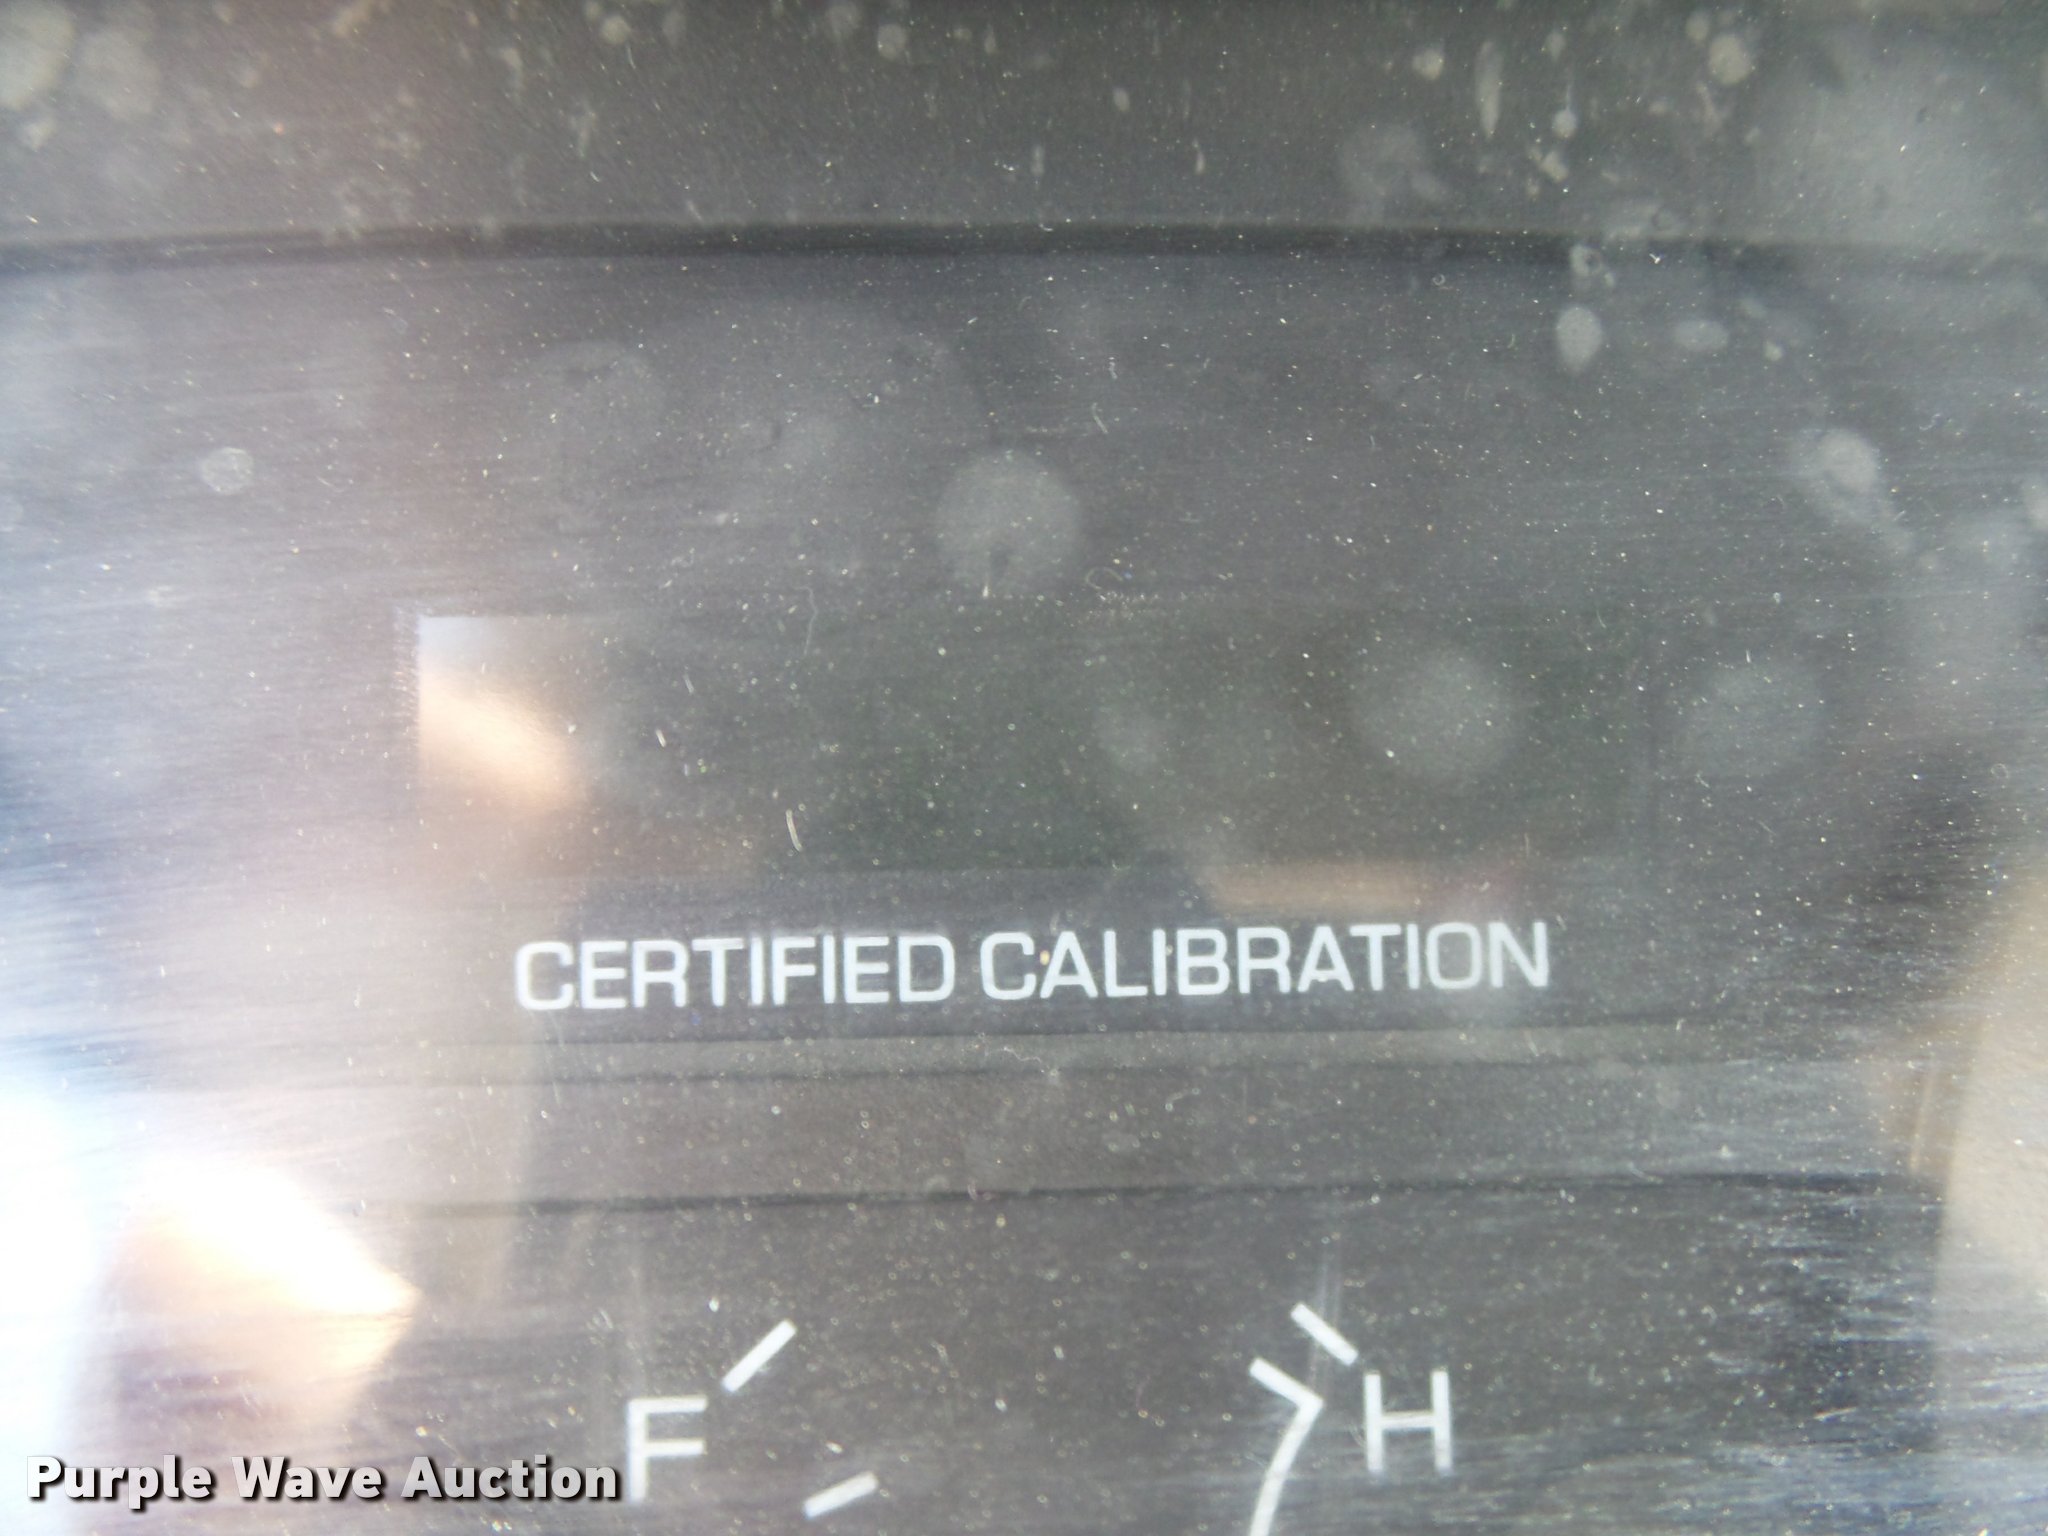 CERTIFIED CALIBRATION
F H
Purple Wave Auction